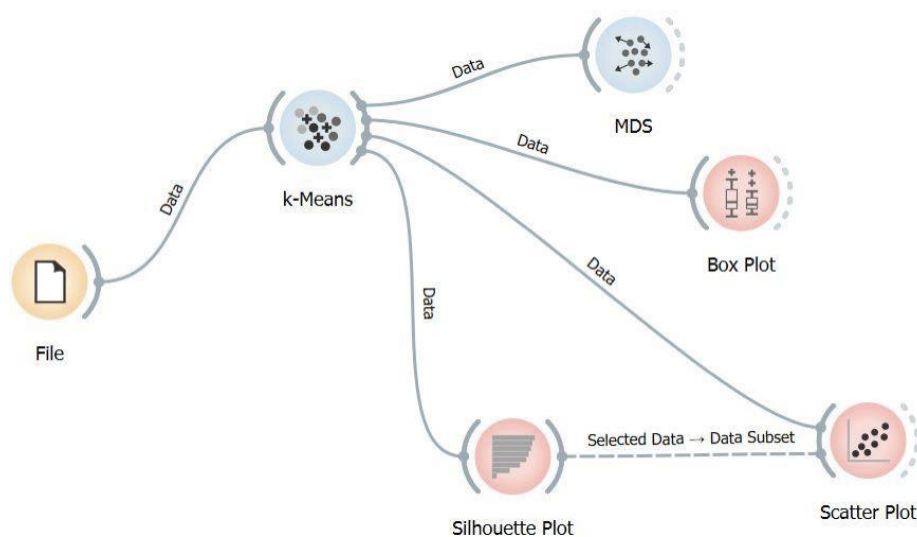 Data
MDS
Data
k-Means
Data
Box Plot
Data
Data
File
Selected Data → Data Subset
Silhouette Plot
Scatter Plot